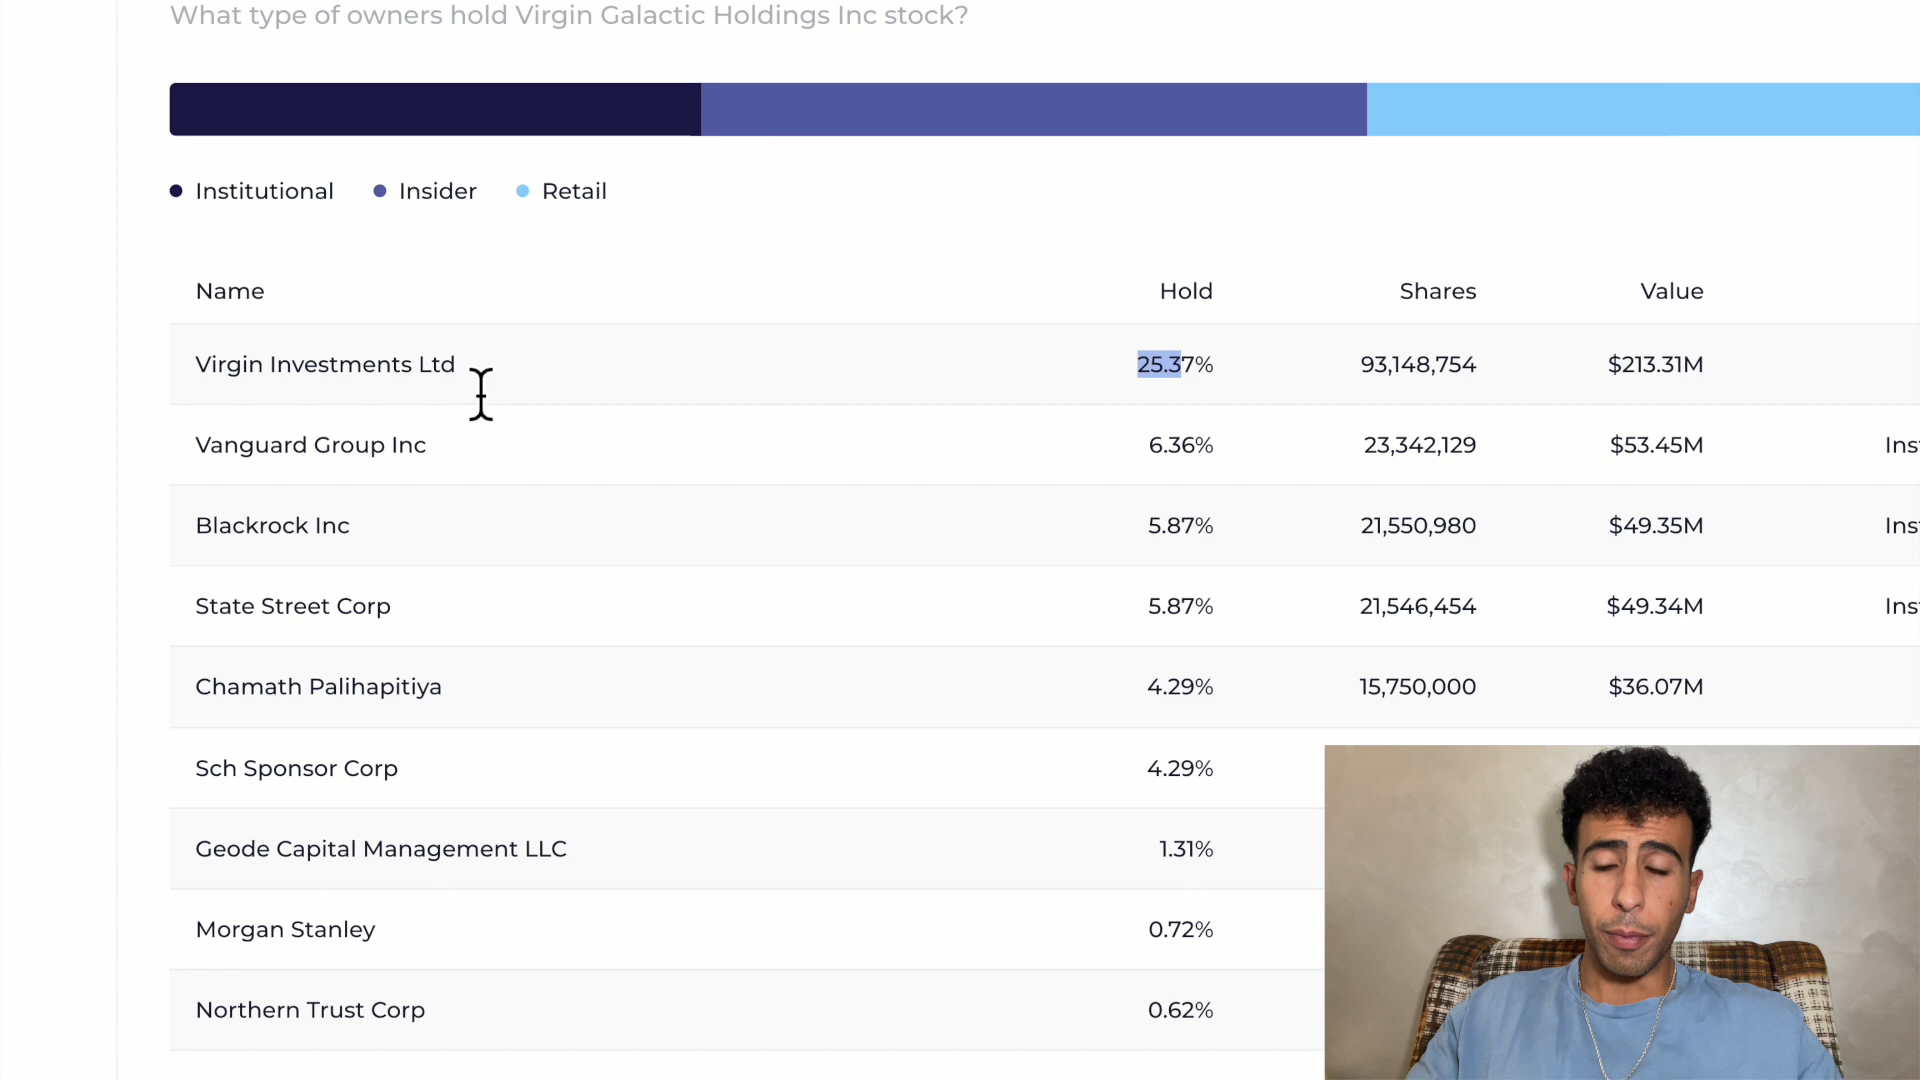 What type of owners hold Virgin Galactic Holdings Inc stock?
Institutional Insider Retail
Name Hold Shares Value
Virgin Investments Ltd 25.37% 93,148,754 $213.31M
Vanguard Group Inc 6.36% 23,342,129 $53.45M
Blackrock Inc 5.87% 21,550,980 $49.35M
State Street Corp 5.87% 21,546,454 $49.34M
Chamath Palihapitiya 4.29% 15,750,000 $36.07M
Sch Sponsor Corp 4.29%
Geode Capital Management LLC 1.31%
Morgan Stanley 0.72%
Northern Trust Corp 0.62%